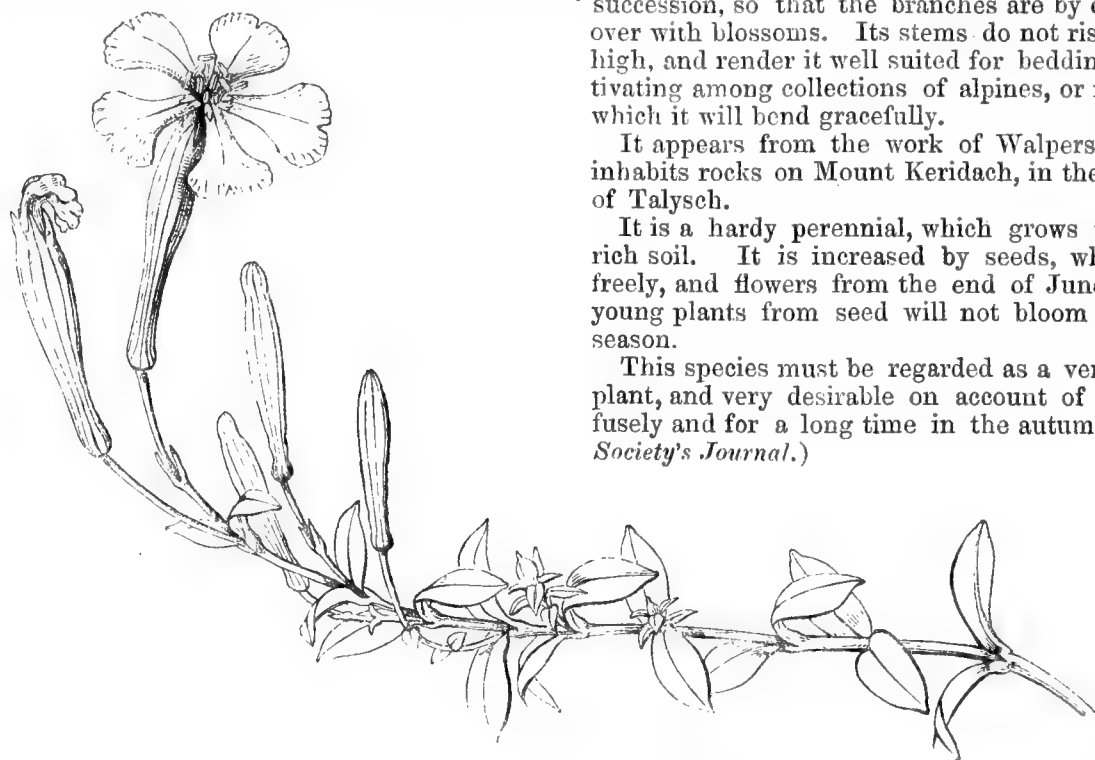 succession, so that the branches are by
over with blossoms. Its stems do not ris
high, and render it well suited for beddin
tivating among collections of alpines, or
which it will bend gracefully.
It appears from the work of Walpers
inhabits rocks on Mount Keridach, in the
of Talysch.
It is a hardy perennial, which grows
rich soil. It is increased by seeds, wh
freely, and flowers from the end of Jun
young plants from seed will not bloom
season.
This species must be regarded as a ver
plant, and very desirable on account of
fusely and for a long time in the autum
Society's Journal.)